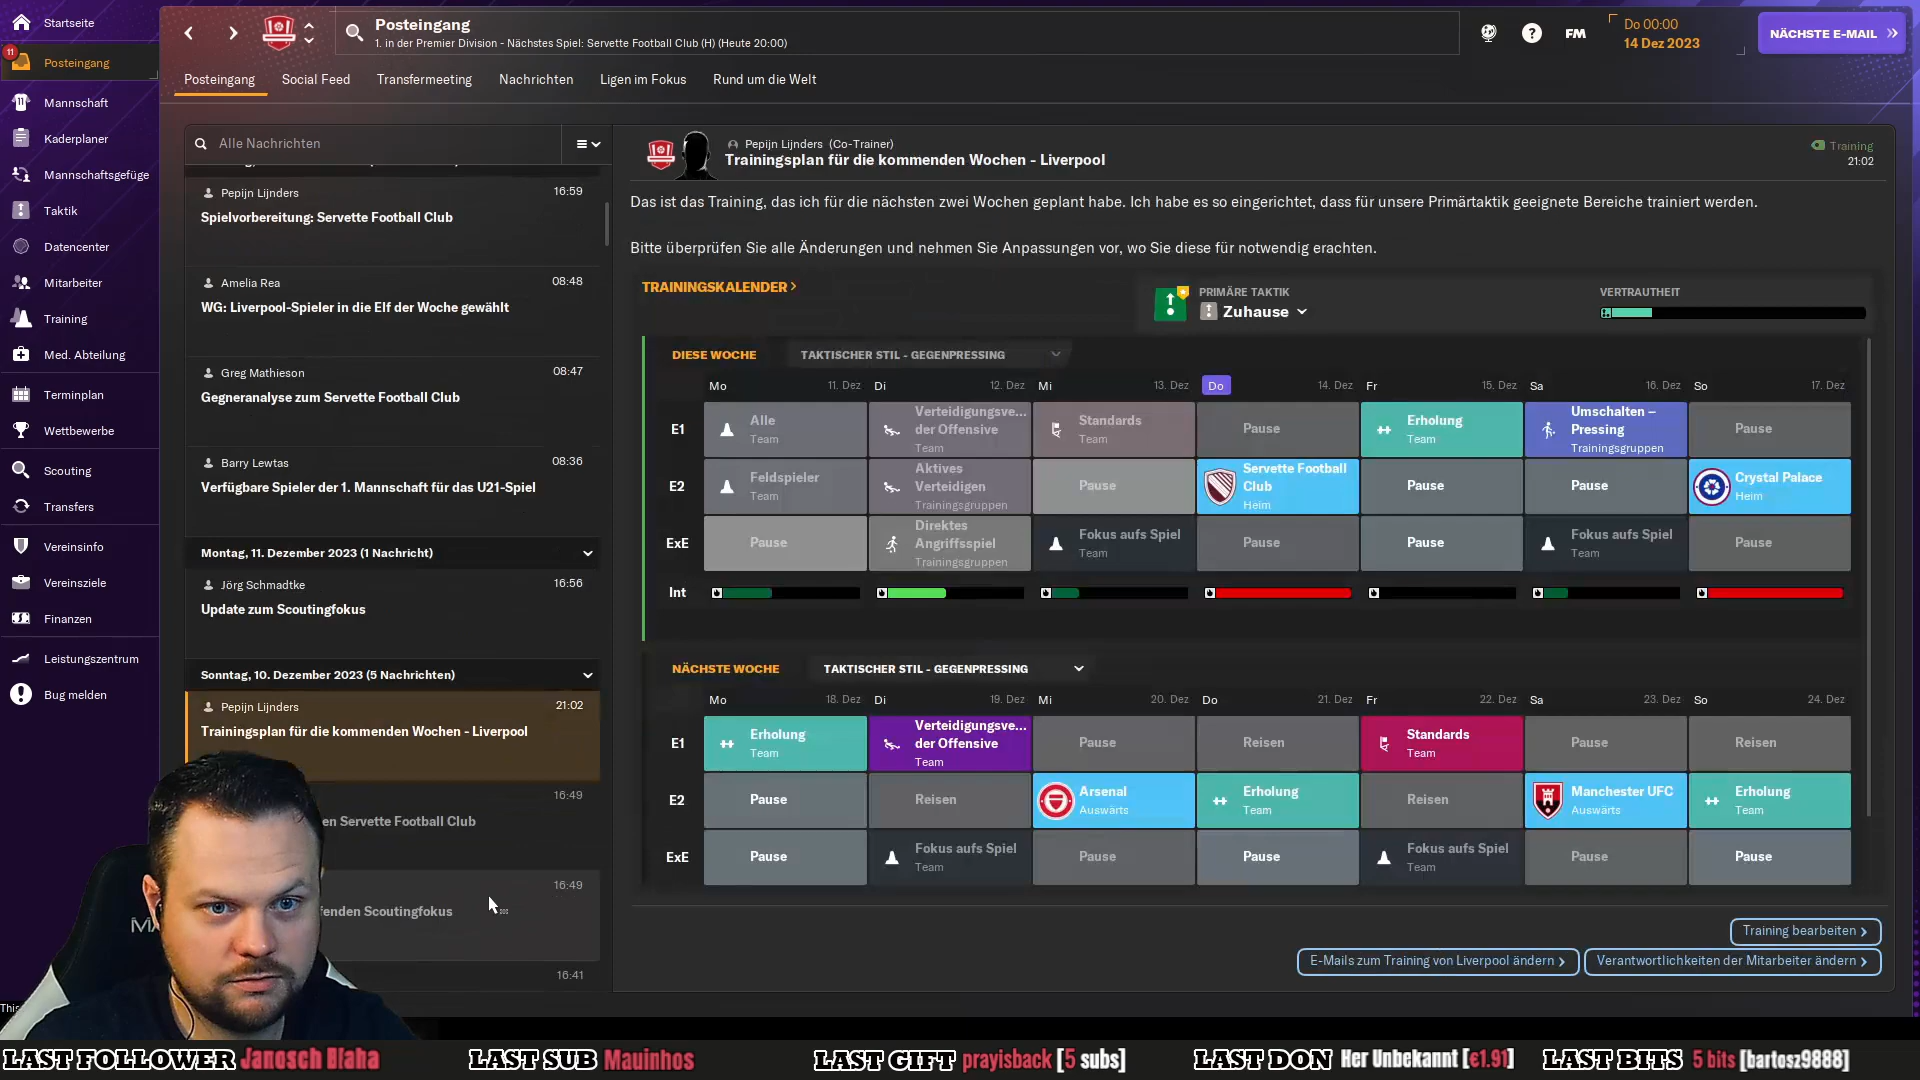 Startseite
11
Posteingang
Mannschaft
Kaderplaner
Mannschaftsgefüge
Taktik
Datencenter
Mitarbeiter
Training
Med. Abteilung
Terminplan
Wettbewerbe
Scouting
Transfers
Vereinsinfo
Vereinsziele
Finanzen
Leistungszentrum
Bug melden
Posteingang
1. in der Premier Division - Nächstes Spiel: Servette Football Club (H) (Heute 20:00)
FM
Do 00:00
14 Dez 2023
NÄCHSTE E-MAIL
Posteingang Social Feed Transfermeeting Nachrichten Ligen im Fokus Rund um die Welt
Alle Nachrichten
Pepijn Lijnders 16:59
Spielvorbereitung: Servette Football Club
Amelia Rea 08:48
WG: Liverpool-Spieler in die Elf der Woche gewählt
Greg Mathieson 08:47
Gegneranalyse zum Servette Football Club
Barry Lewtas 08:36
Verfügbare Spieler der 1. Mannschaft für das U21-Spiel
Montag, 11. Dezember 2023 (1 Nachricht)
Jörg Schmadtke 16:56
Update zum Scoutingfokus
Sonntag, 10. Dezember 2023 (5 Nachrichten)
Pepijn Lijnders 21:02
Trainingsplan für die kommenden Wochen - Liverpool
16:49
en Servette Football Club
16:49
fenden Scoutingfokus
16:41
Pepijn Lijnders (Co-Trainer)
Trainingsplan für die kommenden Wochen - Liverpool
Training
21:02
Das ist das Training, das ich für die nächsten zwei Wochen geplant habe. Ich habe es so eingerichtet, dass für unsere Primärtaktik geeignete Bereiche trainiert werden.
Bitte überprüfen Sie alle Änderungen und nehmen Sie Anpassungen vor, wo Sie diese für notwendig erachten.
TRAININGSKALENDER >
PRIMÄRE TAKTIK
Zuhause
VERTRAUTHEIT
DIESE WOCHE TAKTISCHER STIL - GEGENPRESSING
Mo 11. Dez Di 12. Dez Mi 13. Dez Do 14. Dez Fr 15. Dez Sa 16. Dez So 17. Dez
E1
Alle
Team
Verteidigungsve...
der Offensive
Team
Standards
Team
Pause
Erholung
Team
Umschalten –
Pressing
Trainingsgruppen
Pause
E2
Feldspieler
Team
Aktives
Verteidigen
Trainingsgruppen
Pause
Servette Football
Club
Heim
Pause
Pause
Crystal Palace
Heim
ExE
Pause
Direktes
Angriffsspiel
Trainingsgruppen
Fokus aufs Spiel
Team
Pause
Pause
Fokus aufs Spiel
Team
Pause
Int
NÄCHSTE WOCHE TAKTISCHER STIL - GEGENPRESSING
Mo 18. Dez Di 19. Dez Mi 20. Dez Do 21. Dez Fr 22. Dez Sa 23. Dez So 24. Dez
E1
Erholung
Team
Verteidigungsve...
der Offensive
Team
Pause
Reisen
Standards
Team
Pause
Reisen
E2
Pause
Reisen
Arsenal
Auswärts
Erholung
Team
Reisen
Manchester UFC
Auswärts
Erholung
Team
ExE
Pause
Fokus aufs Spiel
Team
Pause
Pause
Fokus aufs Spiel
Team
Pause
Pause
Training bearbeiten >
E-Mails zum Training von Liverpool ändern >
Verantwortlichkeiten der Mitarbeiter ändern >
This
LAST FOLLOWER Janosch Blaha LAST SUB Mauinhos LAST GIFT prayisback [5 subs] LAST DON Her Unbekannt [€1.91] LAST BITS 5 bits [bartosz9888]